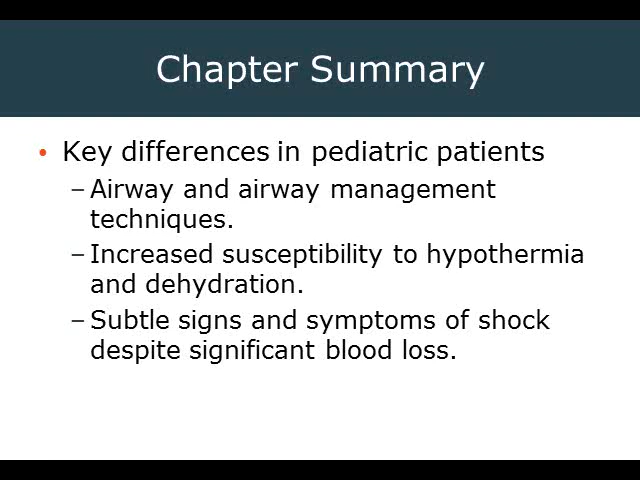 Chapter Summary
• Key differences in pediatric patients
– Airway and airway management
techniques.
– Increased susceptibility to hypothermia
and dehydration.
– Subtle signs and symptoms of shock
despite significant blood loss.